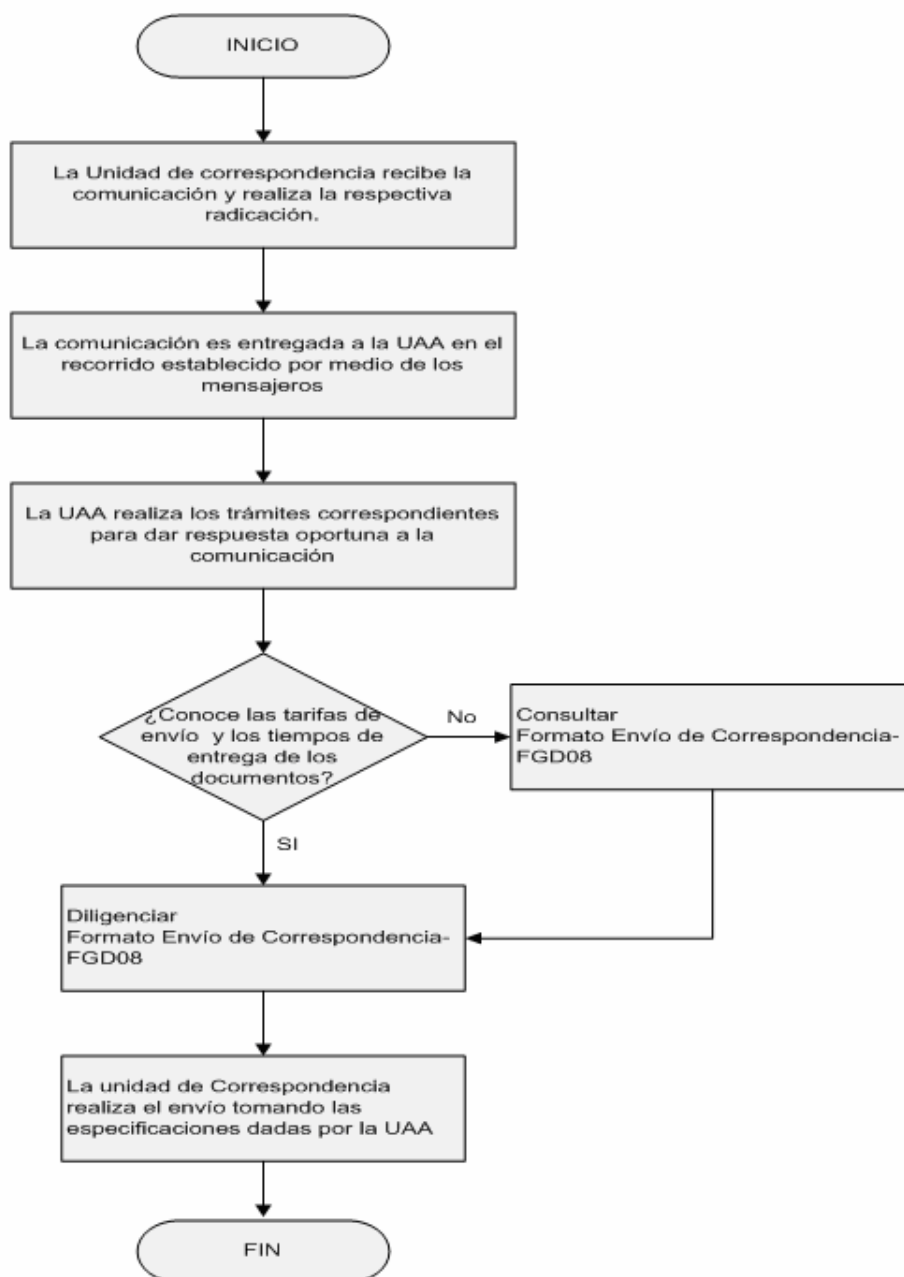 INICIO
La Unidad de correspondencia recibe la
comunicación y realiza la respectiva
radicación.
La comunicación es entregada a la UAA en el
recorrido establecido por medio de los
mensajeros
La UAA realiza los trámites correspondientes
para dar respuesta oportuna a la
comunicación
¿Conoce las tarifas de
envío y los tiempos de
entrega de los
documentos?
No
Consultar
Formato Envío de Correspondencia-
FGD08
SI
Diligenciar
Formato Envío de Correspondencia-
FGD08
La unidad de Correspondencia
realiza el envío tomando las
especificaciones dadas por la UAA
FIN